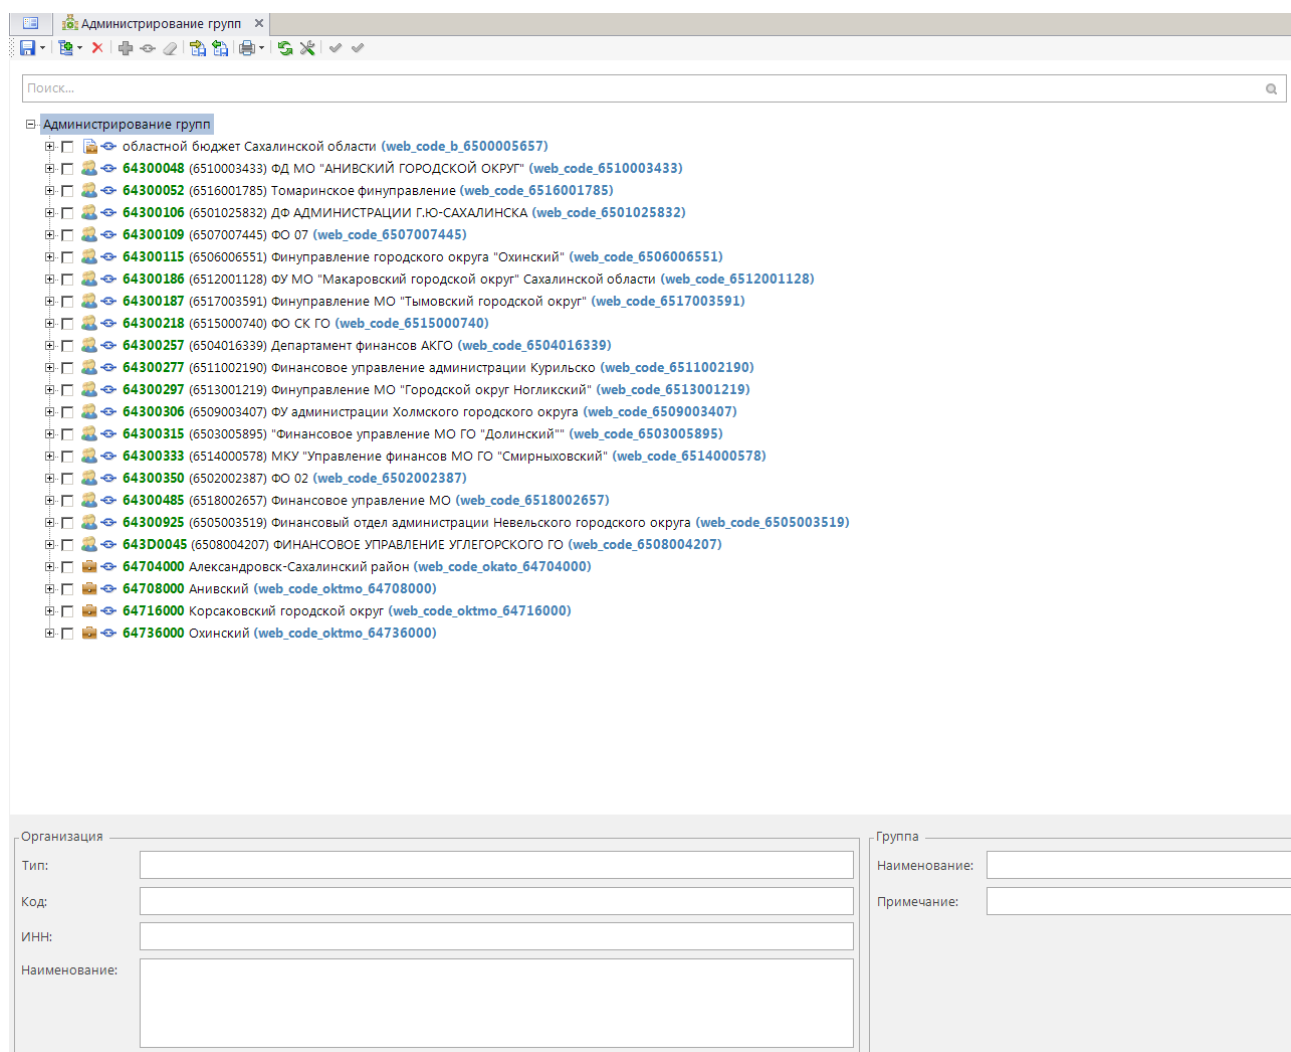 Администрирование групп
Поиск...
Администрирование групп
областной бюджет Сахалинской области (web_code_b_6500005657)
64300048 (6510003433) ФД МО "АНИВСКИЙ ГОРОДСКОЙ ОКРУГ" (web_code_6510003433)
64300052 (6516001785) Томаринское финуправление (web_code_6516001785)
64300106 (6501025832) ДФ АДМИНИСТРАЦИИ Г.Ю-САХАЛИНСКА (web_code_6501025832)
64300109 (6507007445) ФО 07 (web_code_6507007445)
64300115 (6506006551) Финуправление городского округа "Охинский" (web_code_6506006551)
64300186 (6512001128) ФУ МО "Макаровский городской округ" Сахалинской области (web_code_6512001128)
64300187 (6517003591) Финуправление МО "Тымовский городской округ" (web_code_6517003591)
64300218 (6515000740) ФО СК ГО (web_code_6515000740)
64300257 (6504016339) Департамент финансов АКГО (web_code_6504016339)
64300277 (6511002190) Финансовое управление администрации Курильско (web_code_6511002190)
64300297 (6513001219) Финуправление МО "Городской округ Ногликский" (web_code_6513001219)
64300306 (6509003407) ФУ администрации Холмского городского округа (web_code_6509003407)
64300315 (6503005895) "Финансовое управление МО ГО "Долинский"" (web_code_6503005895)
64300333 (6514000578) МКУ "Управление финансов МО ГО "Смирныховский" (web_code_6514000578)
64300350 (6502002387) ФО 02 (web_code_6502002387)
64300485 (6518002657) Финансовое управление МО (web_code_6518002657)
64300925 (6505003519) Финансовый отдел администрации Невельского городского округа (web_code_6505003519)
643D0045 (6508004207) ФИНАНСОВОЕ УПРАВЛЕНИЕ УГЛЕГОРСКОГО ГО (web_code_6508004207)
64704000 Александровск-Сахалинский район (web_code_okato_64704000)
64708000 Анивский (web_code_oktmo_64708000)
64716000 Корсаковский городской округ (web_code_oktmo_64716000)
64736000 Охинский (web_code_oktmo_64736000)
Организация
Тип:
Код:
ИНН:
Наименование:
Группа
Наименование:
Примечание: